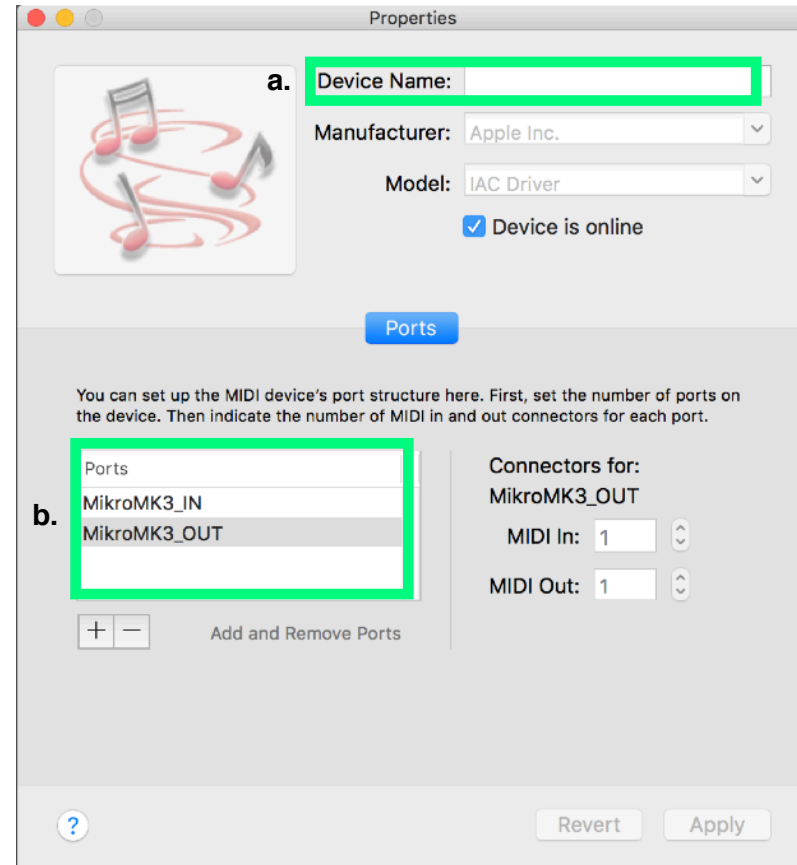 Properties
a.
Device Name:
Manufacturer: Apple Inc.
Model: IAC Driver
Device is online
Ports
You can set up the MIDI device's port structure here. First, set the number of ports on
the device. Then indicate the number of MIDI in and out connectors for each port.
b.
Ports
MikroMK3_IN
MikroMK3_OUT
+ −
Add and Remove Ports
Connectors for:
MikroMK3_OUT
MIDI In: 1
MIDI Out: 1
?
Revert
Apply